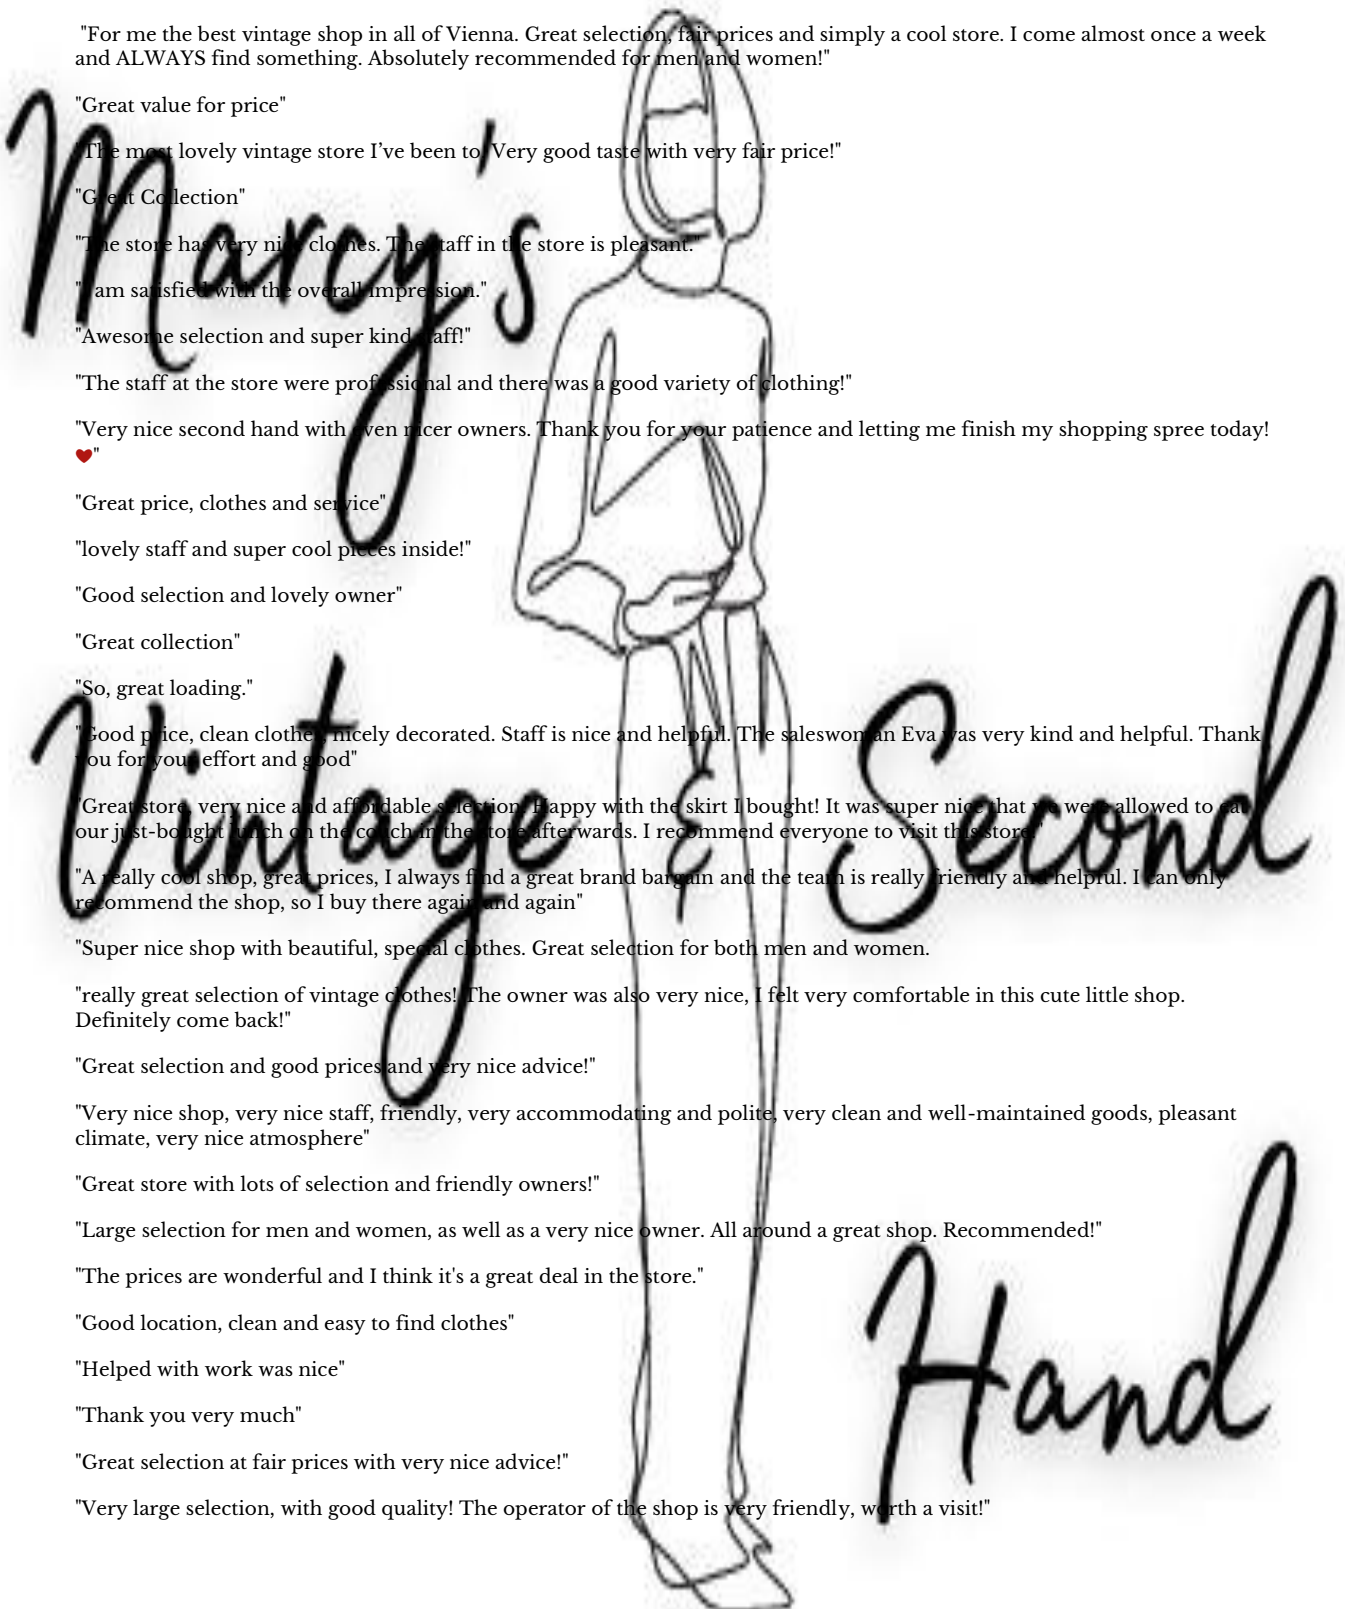 "For me the best vintage shop in all of Vienna. Great selection, fair prices and simply a cool store. I come almost once a week
and ALWAYS find something. Absolutely recommended for men and women!"
"Great value for price"
"The most lovely vintage store I’ve been to! Very good taste with very fair price!"
"Great Collection"
"The store has very nice clothes. The staff in the store is pleasant."
"I am satisfied with the overall impression."
"Awesome selection and super kind staff!"
"The staff at the store were professional and there was a good variety of clothing!"
"Very nice second hand with even nicer owners. Thank you for your patience and letting me finish my shopping spree today!
❤"
"Great price, clothes and service"
"lovely staff and super cool pieces inside!"
"Good selection and lovely owner"
"Great collection"
"So, great loading."
"Good price, clean clothes, nicely decorated. Staff is nice and helpful. The saleswoman Eva was very kind and helpful. Thank
you for your effort and good"
"Great store, very nice and affordable selection! Happy with the skirt I bought! It was super nice that we were allowed to eat
our just-bought lunch on the couch in the store afterwards. I recommend everyone to visit this store."
"A really cool shop, great prices, I always find a great brand bargain and the team is really friendly and helpful. I can only
recommend the shop, so I buy there again and again"
"Super nice shop with beautiful, special clothes. Great selection for both men and women.
"really great selection of vintage clothes! The owner was also very nice, I felt very comfortable in this cute little shop.
Definitely come back!"
"Great selection and good prices and very nice advice!"
"Very nice shop, very nice staff, friendly, very accommodating and polite, very clean and well-maintained goods, pleasant
climate, very nice atmosphere"
"Great store with lots of selection and friendly owners!"
"Large selection for men and women, as well as a very nice owner. All around a great shop. Recommended!"
"The prices are wonderful and I think it's a great deal in the store."
"Good location, clean and easy to find clothes"
"Helped with work was nice"
"Thank you very much"
"Great selection at fair prices with very nice advice!"
"Very large selection, with good quality! The operator of the shop is very friendly, worth a visit!"
Marcy's
Vintage & Second
Hand